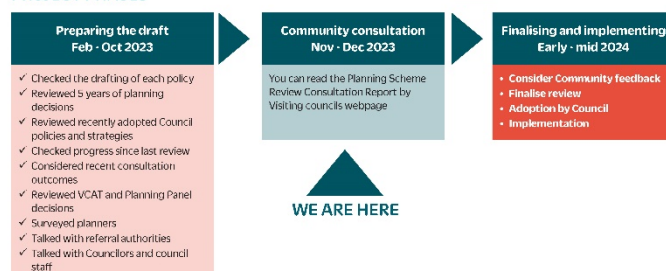 Preparing the draft
Feb - Oct 2023
✓ Checked the drafting of each policy
✓ Reviewed 5 years of planning
decisions
✓ Reviewed recently adopted Council
policies and strategies
✓ Checked progress since last review
✓ Considered recent consultation
outcomes
✓ Reviewed VCAT and Planning Panel
decisions
✓ Surveyed planners
✓ Talked with referral authorities
✓ Talked with Councilors and council
staff
Community consultation
Nov - Dec 2023
You can read the Planning Scheme
Review Consultation Report by
Visiting councils webpage
WE ARE HERE
Finalising and implementing
Early - mid 2024
• Consider Community feedback
• Finalise review
• Adoption by Council
• Implementation